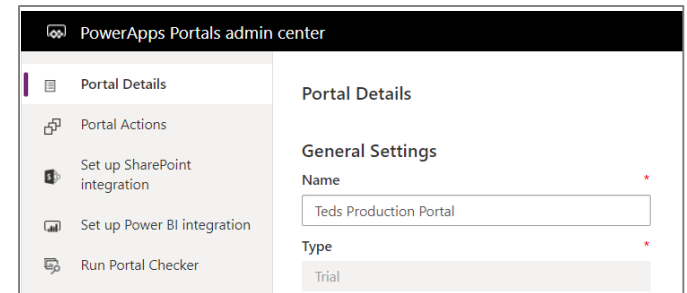 PowerApps Portals admin center
Portal Details
Portal Actions
Set up SharePoint
integration
Set up Power BI integration
Run Portal Checker
Portal Details
General Settings
Name *
Teds Production Portal
Type *
Trial